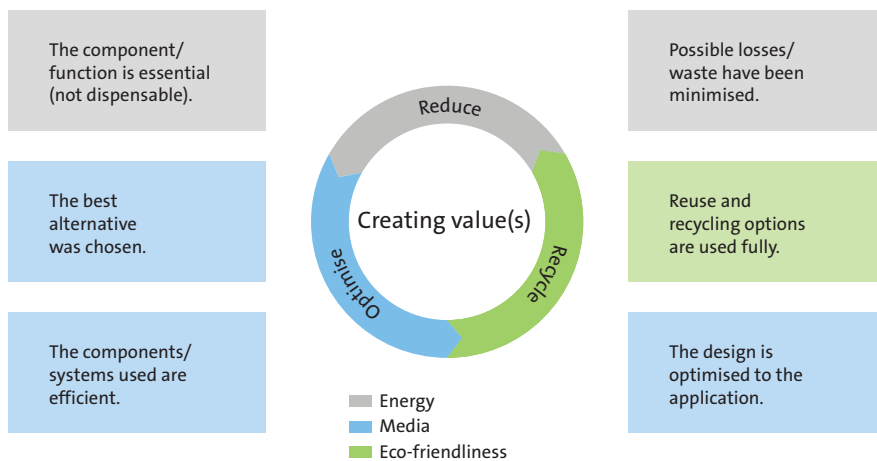 The component/
function is essential
(not dispensable).
The best
alternative
was chosen.
The components/
systems used are
efficient.
Reduce
Creating value(s)
Optimise
Recycle
Energy
Media
Eco-friendliness
Possible losses/
waste have been
minimised.
Reuse and
recycling options
are used fully.
The design is
optimised to the
application.